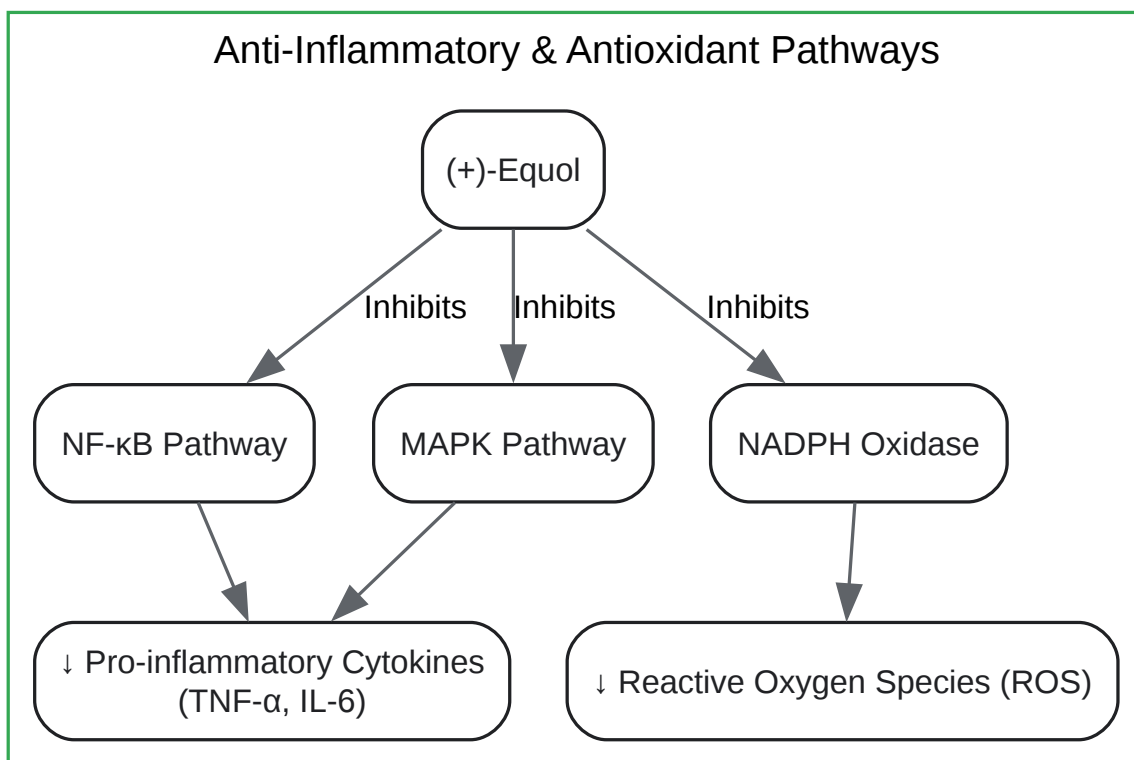 Anti-Inflammatory & Antioxidant Pathways
(+)-Equol
Inhibits
Inhibits
Inhibits
NF-κB Pathway
MAPK Pathway
NADPH Oxidase
↓ Pro-inflammatory Cytokines
(TNF-α, IL-6)
↓ Reactive Oxygen Species (ROS)